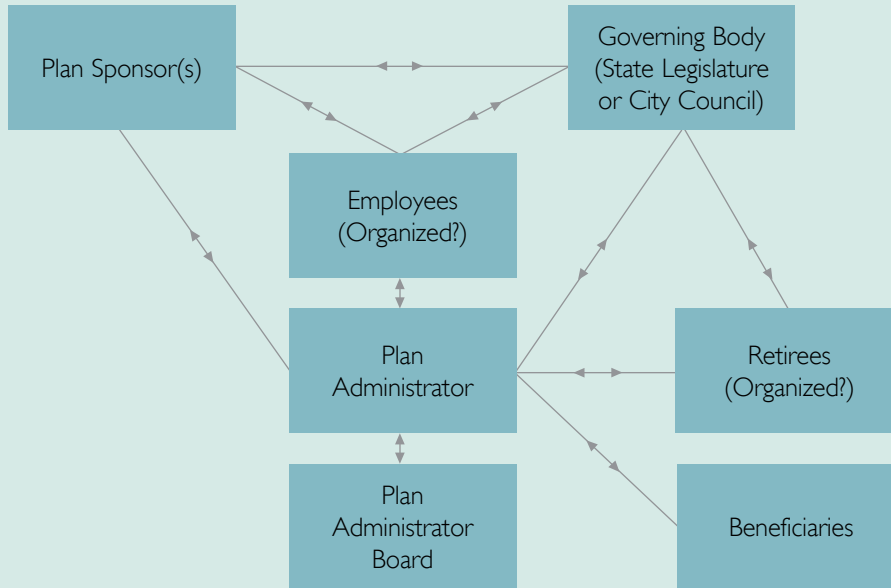 Plan Sponsor(s)
Governing Body
(State Legislature
or City Council)
Employees
(Organized?)
Plan
Administrator
Retirees
(Organized?)
Plan
Administrator
Board
Beneficiaries